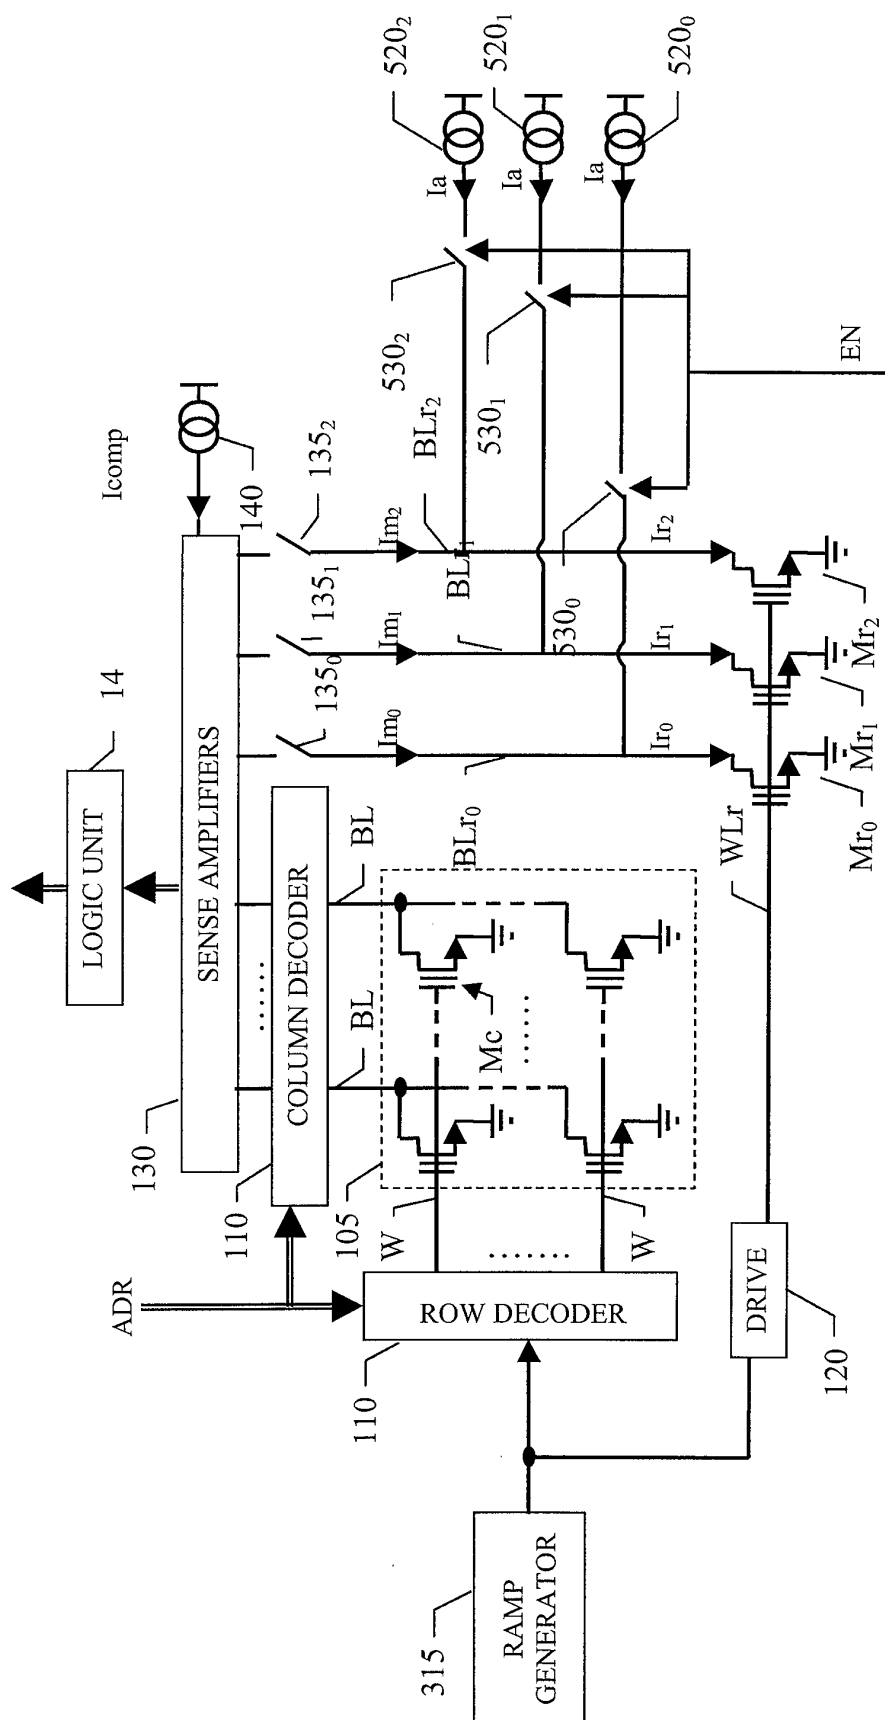 14
LOGIC UNIT
SENSE AMPLIFIERS
130
Icomp
140
135₂
135₁
135₀
COLUMN DECODER
110
ADR
105
BL
BL
Mc
W
W
ROW DECODER
110
RAMP
GENERATOR
315
DRIVE
120
WLr
BLr₀
BLr₁
BLr₂
Im₀
Im₁
Im₂
Ir₀
Ir₁
Ir₂
Mr₀
Mr₁
Mr₂
530₂
530₁
530₀
Ia
Ia
Ia
520₂
520₁
520₀
EN